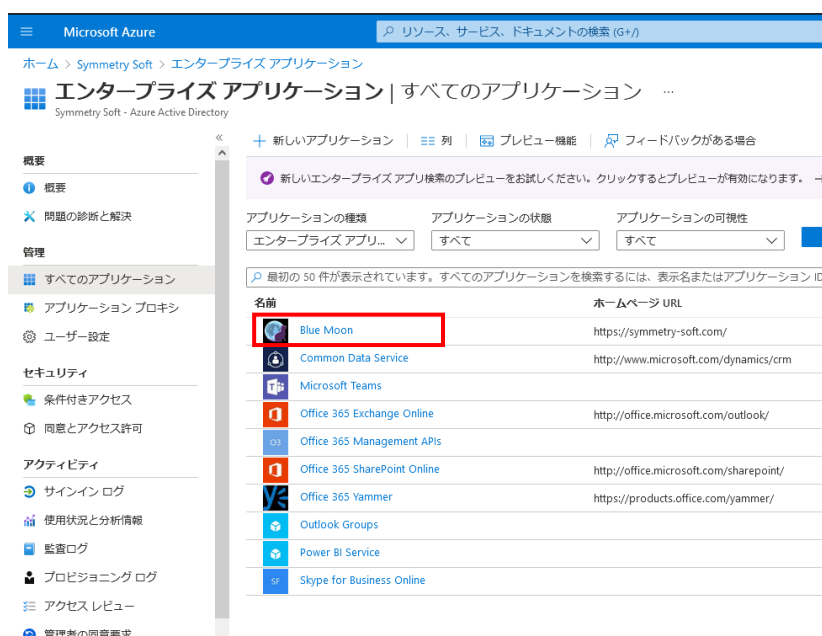 Microsoft Azure
リソース、サービス、ドキュメントの検索 (G+/)
ホーム > Symmetry Soft > エンタープライズ アプリケーション
エンタープライズ アプリケーション | すべてのアプリケーション ...
Symmetry Soft - Azure Active Directory
«
+ 新しいアプリケーション
列
プレビュー機能
フィードバックがある場合
新しいエンタープライズ アプリ検索のプレビューをお試しください。クリックするとプレビューが有効になります。 →
概要
概要
問題の診断と解決
管理
すべてのアプリケーション
アプリケーション プロキシ
ユーザー設定
セキュリティ
条件付きアクセス
同意とアクセス許可
アクティビティ
サインイン ログ
使用状況と分析情報
監査ログ
プロビジョニング ログ
アクセス レビュー
管理者の同意要求
アプリケーションの種類
アプリケーションの状態
アプリケーションの可視性
エンタープライズ アプリ...
すべて
すべて
最初の 50 件が表示されています。すべてのアプリケーションを検索するには、表示名またはアプリケーション ID
名前 ホームページ URL
Blue Moon https://symmetry-soft.com/
Common Data Service http://www.microsoft.com/dynamics/crm
Microsoft Teams
Office 365 Exchange Online http://office.microsoft.com/outlook/
O3 Office 365 Management APIs
Office 365 SharePoint Online http://office.microsoft.com/sharepoint/
Office 365 Yammer https://products.office.com/yammer/
Outlook Groups
Power BI Service
SF Skype for Business Online